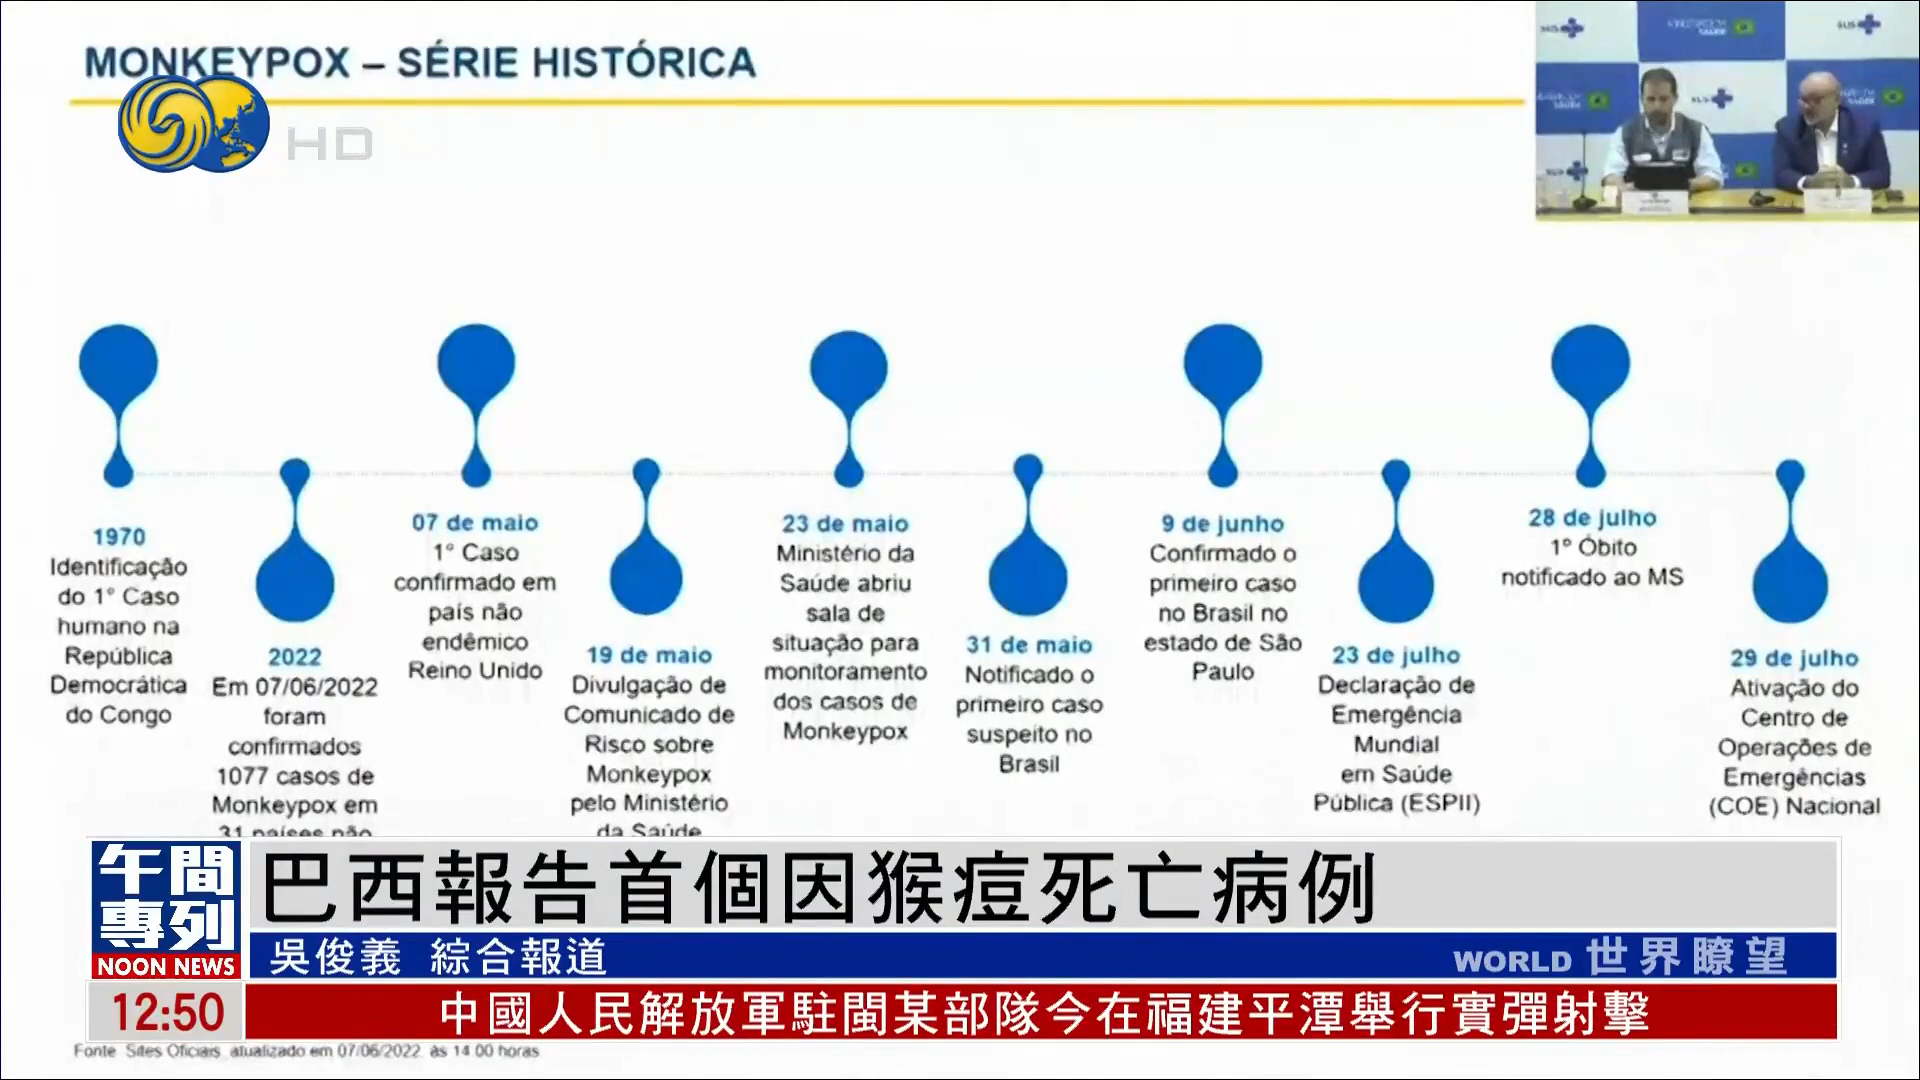 MONKEYPOX – SÉRIE HISTÓRICA
HD
1970
Identificação
do 1° Caso
humano na
República
Democrática
do Congo
2022
Em 07/06/2022
foram
confirmados
1077 casos de
Monkeypox em
31 países não
07 de maio
1° Caso
confirmado em
país não
endêmico
Reino Unido
19 de maio
Divulgação de
Comunicado de
Risco sobre
Monkeypox
pelo Ministério
da Saúde
23 de maio
Ministério da
Saúde abriu
sala de
situação para
monitoramento
dos casos de
Monkeypox
31 de maio
Notificado o
primeiro caso
suspeito no
Brasil
9 de junho
Confirmado o
primeiro caso
no Brasil no
estado de São
Paulo
23 de julho
Declaração de
Emergência
Mundial
em Saúde
Pública (ESPII)
28 de julho
1° Óbito
notificado ao MS
29 de julho
Ativação do
Centro de
Operações de
Emergências
(COE) Nacional
午間
專列
NOON NEWS
巴西報告首個因猴痘死亡病例
吳俊義 綜合報道
WORLD 世界瞭望
12:50
中國人民解放軍駐閩某部隊今在福建平潭舉行實彈射擊
Fonte Sites Oficiais, atualizado em 07/06/2022 às 14:00 horas